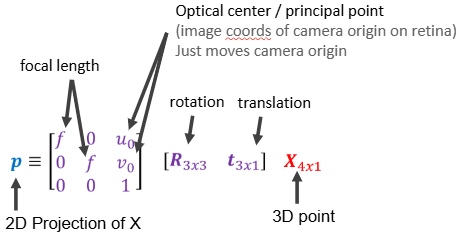 Optical center / principal point
(image coords of camera origin on retina)
Just moves camera origin
focal length
rotation translation
p ≡ [f 0 u₀
0 f v₀
0 0 1] [R₃ₓ₃ t₃ₓ₁] X₄ₓ₁
2D Projection of X
3D point